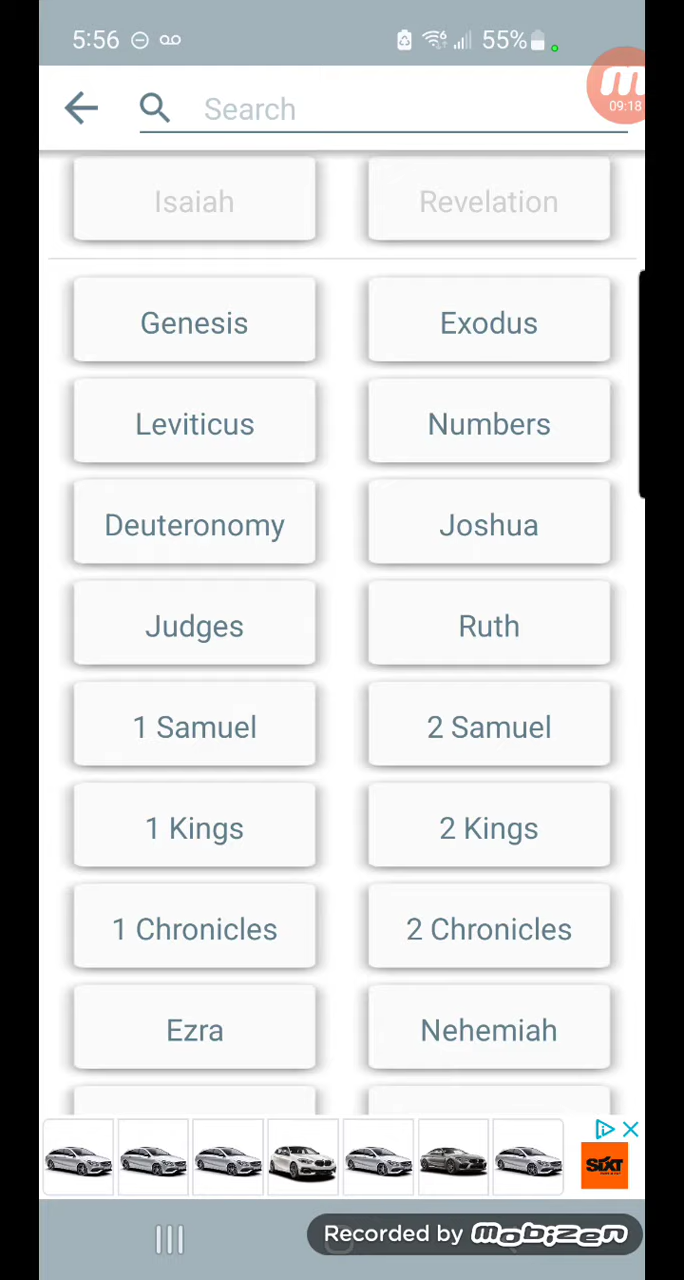 5:56 55%
Search
09:18
Isaiah Revelation
Genesis Exodus
Leviticus Numbers
Deuteronomy Joshua
Judges Ruth
1 Samuel 2 Samuel
1 Kings 2 Kings
1 Chronicles 2 Chronicles
Ezra Nehemiah
SIXT
Recorded by mobizen